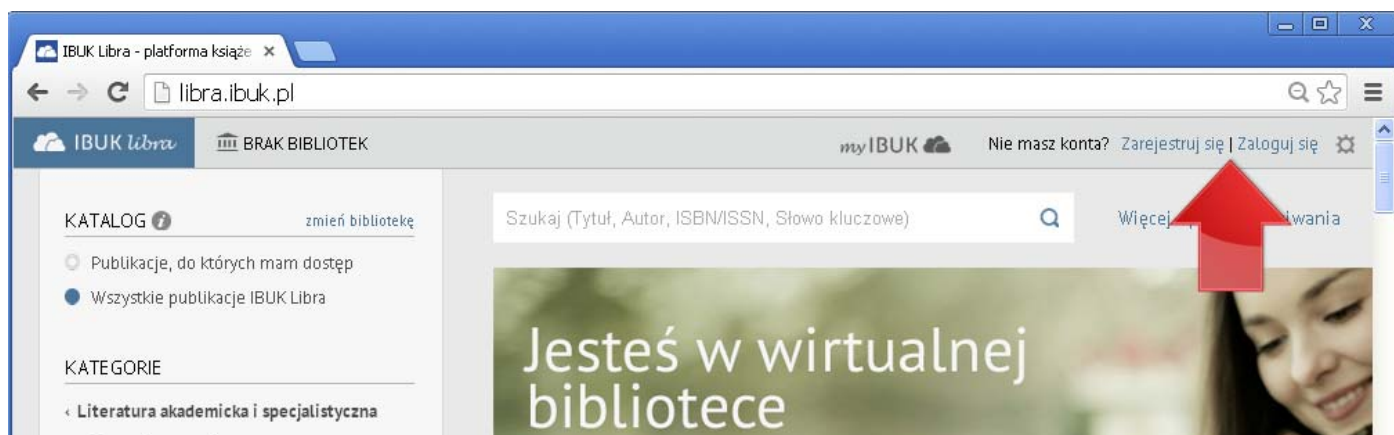 IBUK Libra - platforma książe
libra.ibuk.pl
IBUK libra BRAK BIBLIOTEK myIBUK Nie masz konta? Zarejestruj się | Zaloguj się
KATALOG zmień bibliotekę
Szukaj (Tytuł, Autor, ISBN/ISSN, Słowo kluczowe)
Publikacje, do których mam dostęp
Wszystkie publikacje IBUK Libra
KATEGORIE
‹ Literatura akademicka i specjalistyczna
Jesteś w wirtualnej
bibliotece